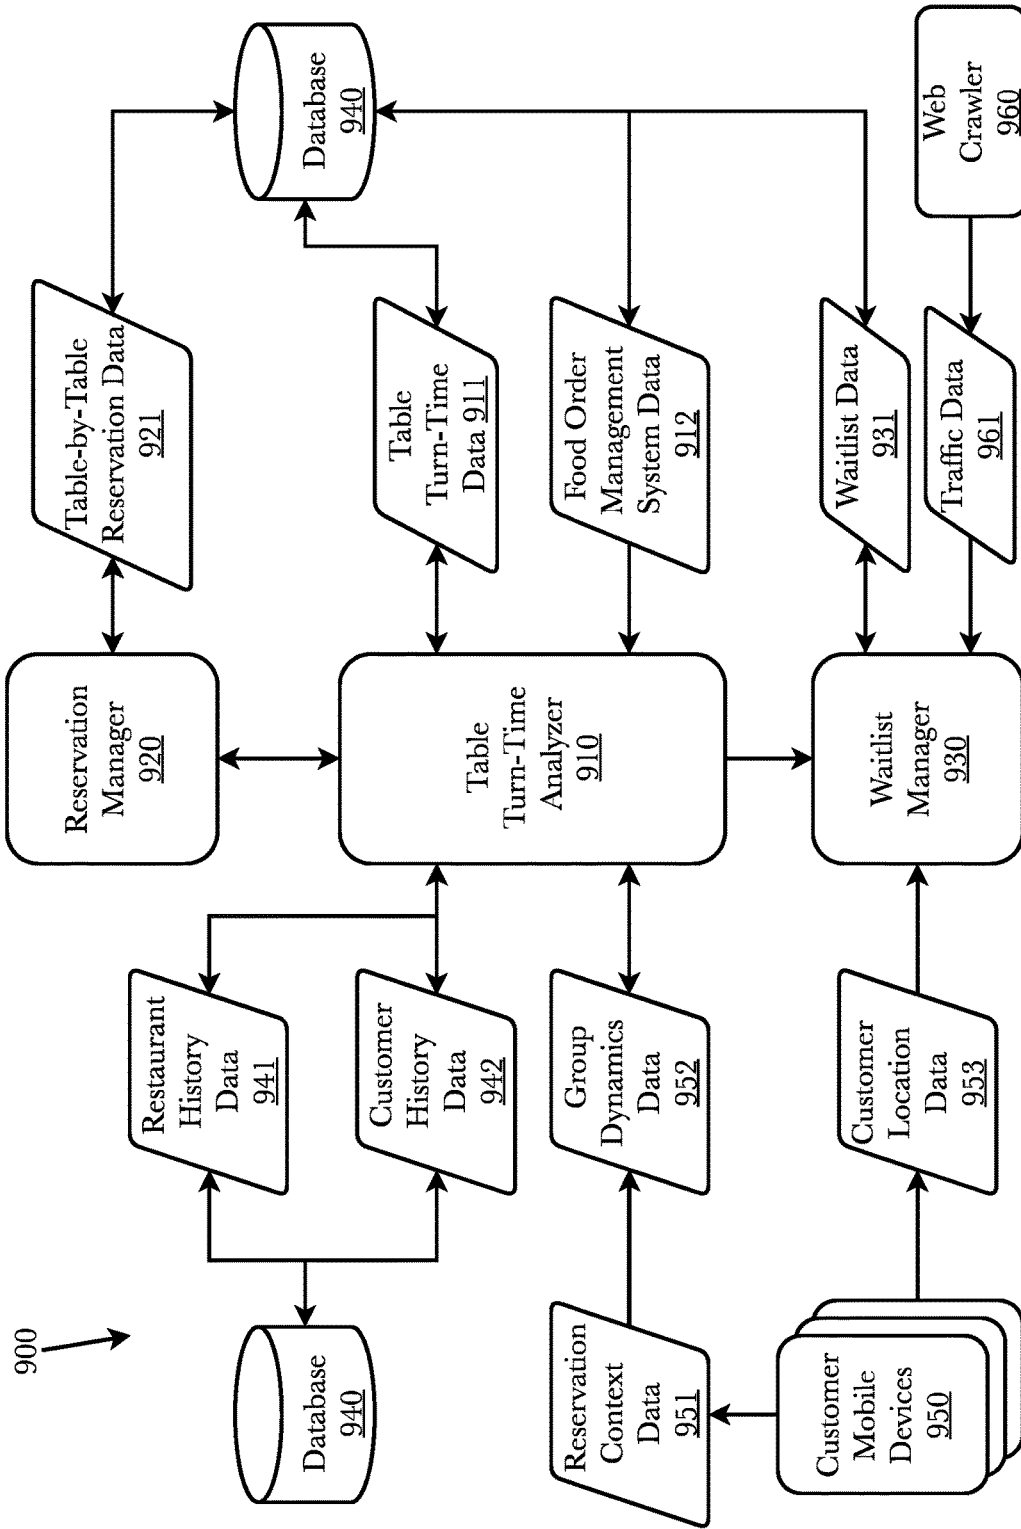 900
Database
940
Restaurant
History
Data
941
Customer
History
Data
942
Reservation
Context
Data
951
Group
Dynamics
Data
952
Customer
Mobile
Devices
950
Customer
Location
Data
953
Reservation
Manager
920
Table
Turn-Time
Analyzer
910
Waitlist
Manager
930
Table-by-Table
Reservation Data
921
Table
Turn-Time
Data 911
Food Order
Management
System Data
912
Waitlist Data
931
Traffic Data
961
Database
940
Web
Crawler
960